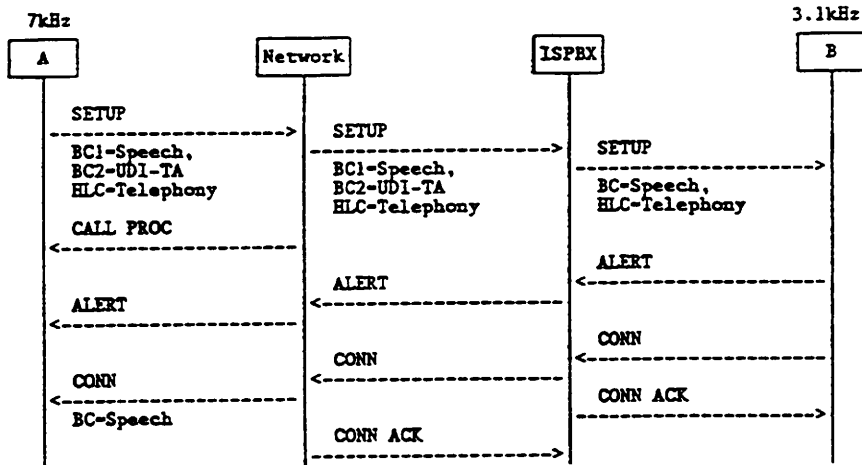 7kHz
3.1kHz
A
Network
ISPBX
B
SETUP
BC1=Speech,
BC2=UDI-TA
HLC=Telephony
SETUP
BC1=Speech,
BC2=UDI-TA
HLC=Telephony
SETUP
BC=Speech,
HLC=Telephony
CALL PROC
ALERT
ALERT
ALERT
CONN
CONN
CONN
BC=Speech
CONN ACK
CONN ACK